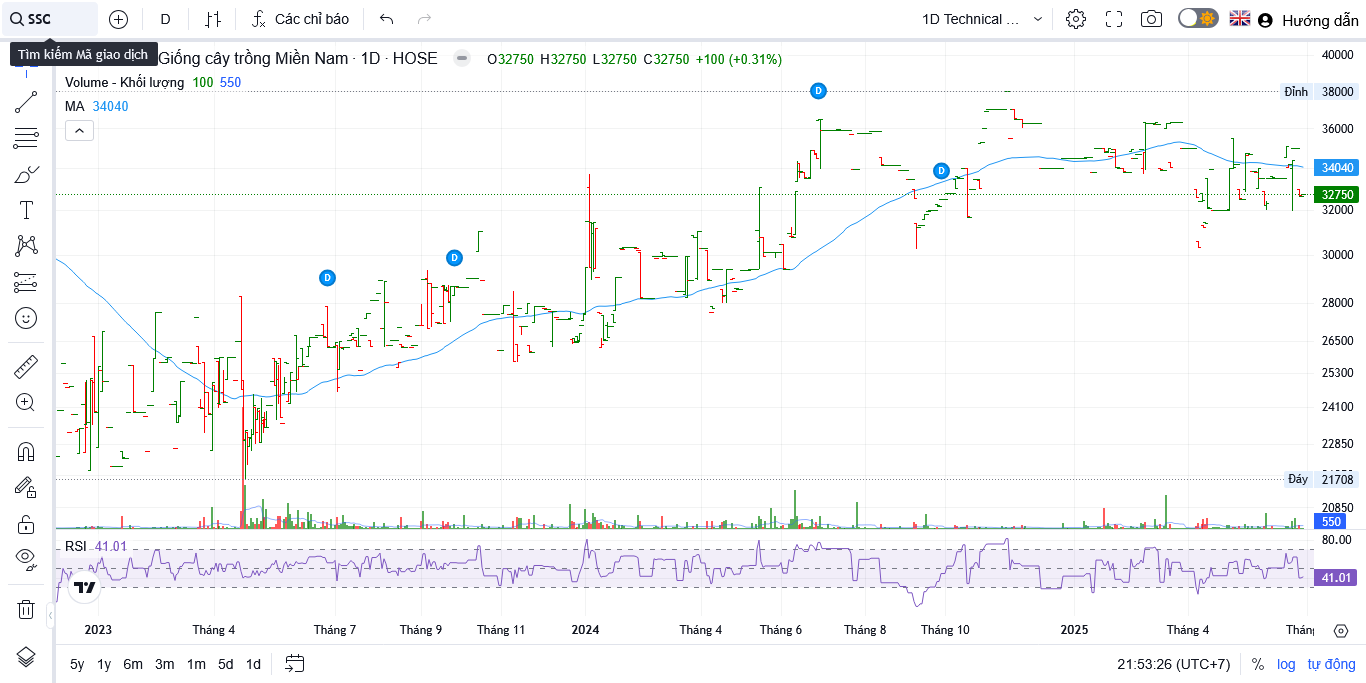 SSC
D
Các chỉ báo
1D Technical ...
Hướng dẫn
Tìm kiếm Mã giao dịch
Giống cây trồng Miền Nam · 1D · HOSE
O32750 H32750 L32750 C32750 +100 (+0.31%)
Volume - Khối lượng 100 550
MA 34040
D
D
D
D
40000
Đỉnh 38000
36000
34040
32750
32000
30000
28000
26500
25300
24100
22850
Đáy 21708
20850
550
RSI 41.01
80.00
41.01
2023
Tháng 4
Tháng 7
Tháng 9
Tháng 11
2024
Tháng 4
Tháng 6
Tháng 8
Tháng 10
2025
Tháng 4
5y 1y 6m 3m 1m 5d 1d
21:53:26 (UTC+7)
% log tự động